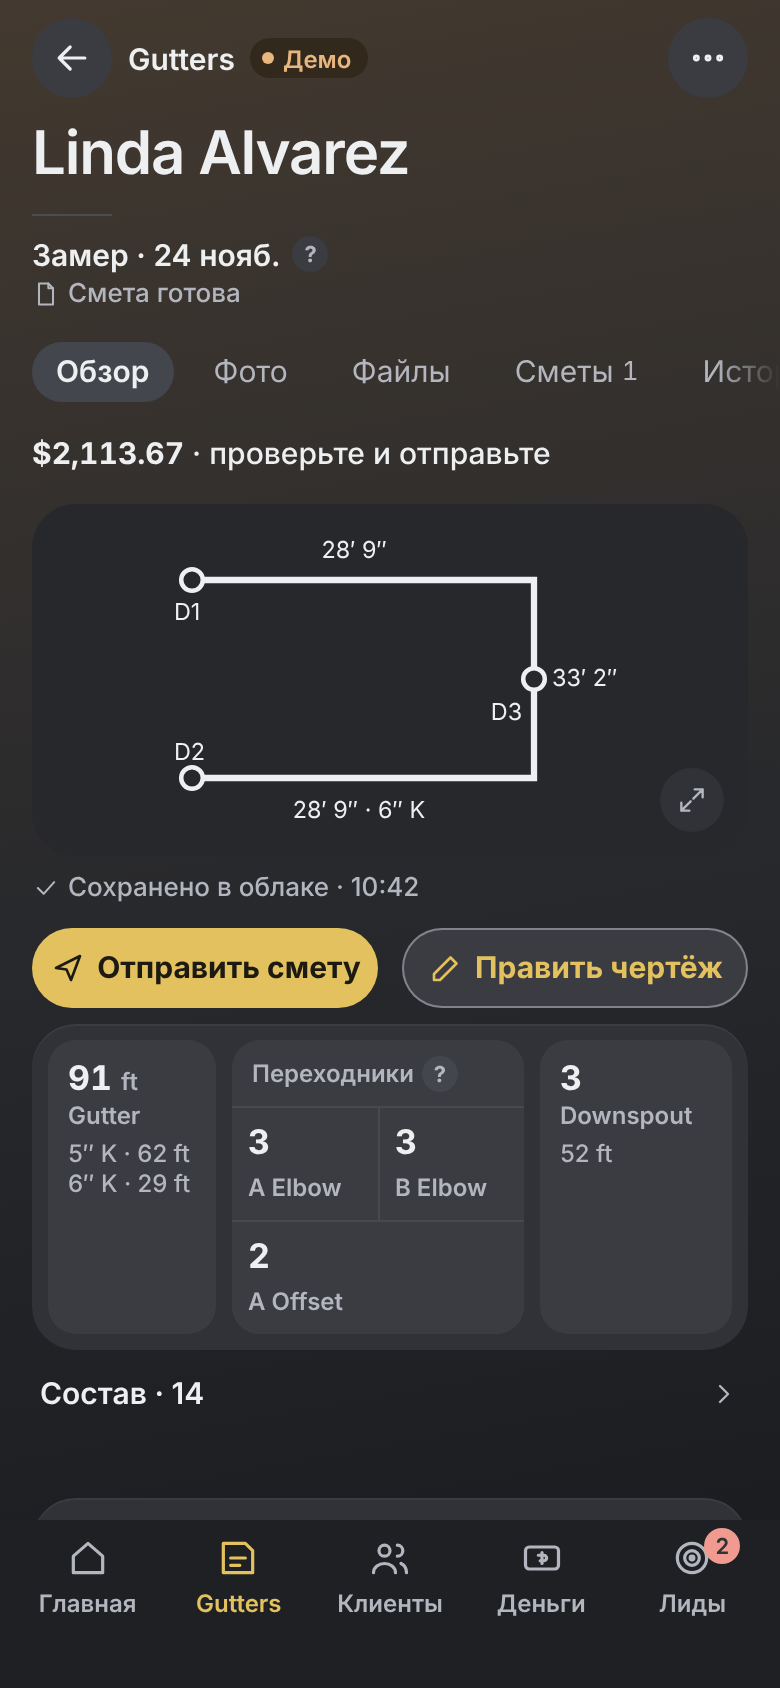 Gutters
Демо
Linda Alvarez
Замер · 24 нояб. ?
Смета готова
Обзор Фото Файлы Сметы 1 Исто
$2,113.67 · проверьте и отправьте
28′ 9″
D1
33′ 2″
D3
D2
28′ 9″ · 6″ K
Сохранено в облаке · 10:42
Отправить смету
Править чертёж
91 ft
Gutter
5″ K · 62 ft
6″ K · 29 ft
Переходники ?
3
A Elbow
3
B Elbow
2
A Offset
3
Downspout
52 ft
Состав · 14
Главная
Gutters
Клиенты
Деньги
2
Лиды